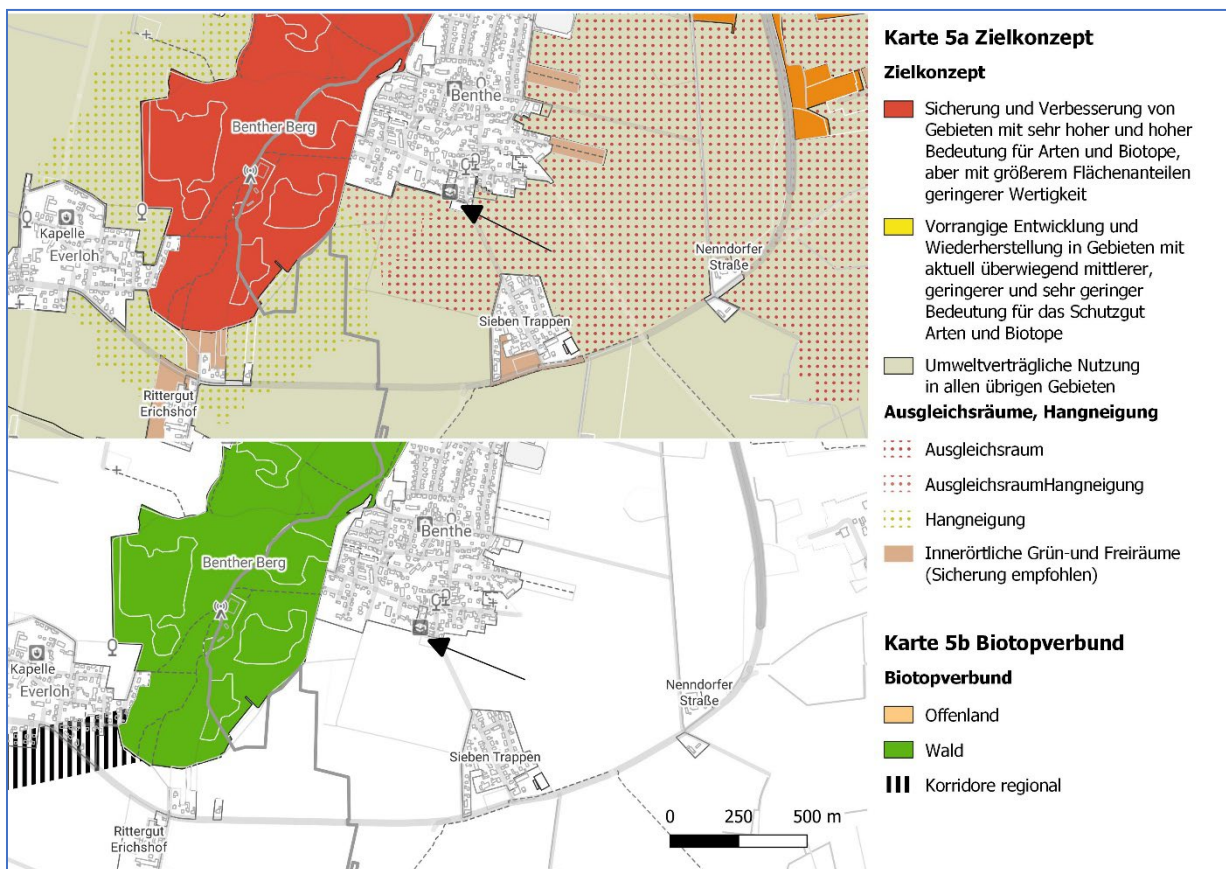 Benthe
Benther Berg
Kapelle
Everloh
Nenndorfer
Straße
Sieben Trappen
Rittergut
Erichshof
Benthe
Benther Berg
Kapelle
Everloh
Nenndorfer
Straße
Sieben Trappen
Rittergut
Erichshof
0 250 500 m
Karte 5a Zielkonzept
Zielkonzept
Sicherung und Verbesserung von
Gebieten mit sehr hoher und hoher
Bedeutung für Arten und Biotope,
aber mit größerem Flächenanteilen
geringerer Wertigkeit
Vorrangige Entwicklung und
Wiederherstellung in Gebieten mit
aktuell überwiegend mittlerer,
geringerer und sehr geringer
Bedeutung für das Schutzgut
Arten und Biotope
Umweltverträgliche Nutzung
in allen übrigen Gebieten
Ausgleichsräume, Hangneigung
Ausgleichsraum
AusgleichsraumHangneigung
Hangneigung
Innerörtliche Grün-und Freiräume
(Sicherung empfohlen)
Karte 5b Biotopverbund
Biotopverbund
Offenland
Wald
Korridore regional